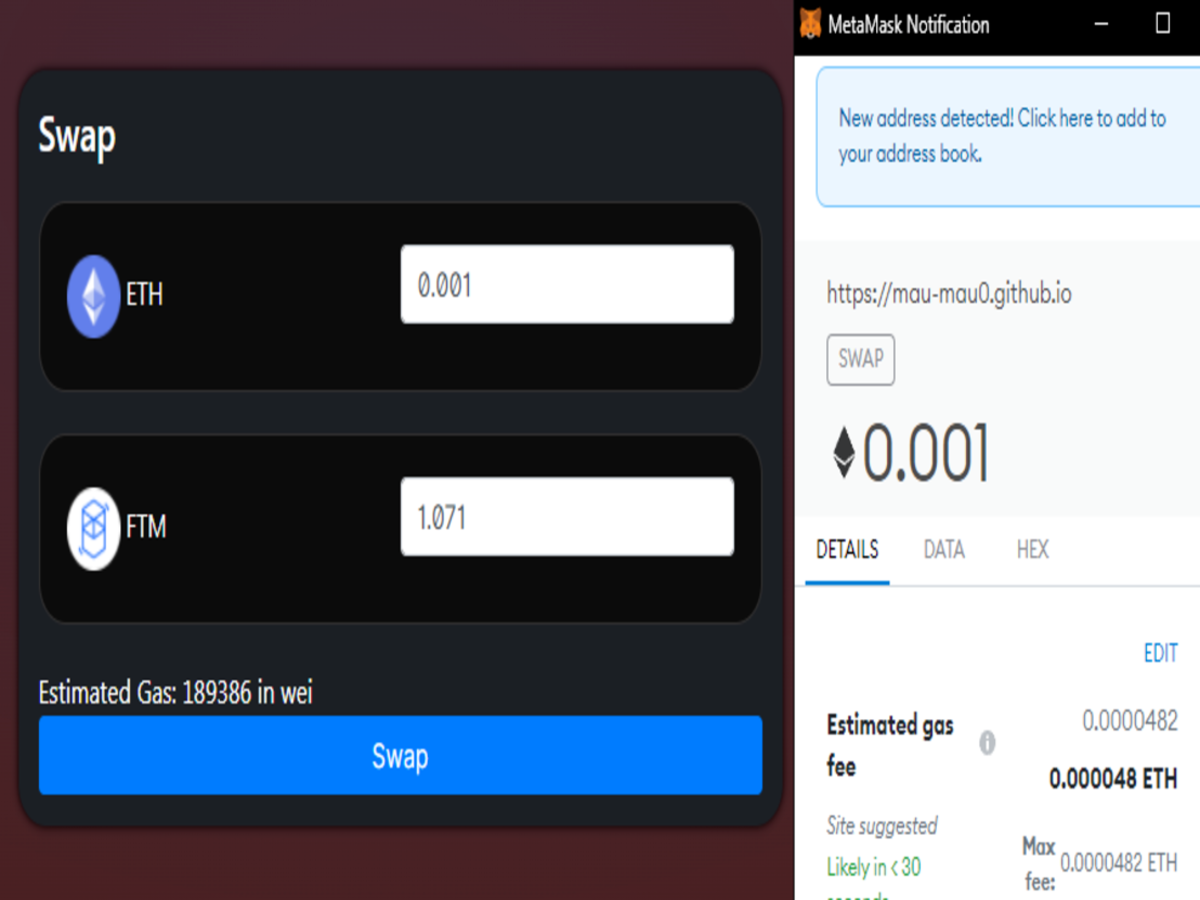 Swap
ETH
0.001
FTM
1.071
Estimated Gas: 189386 in wei
Swap
MetaMask Notification
New address detected! Click here to add to
your address book.
https://mau-mau0.github.io
SWAP
0.001
DETAILS DATA HEX
EDIT
Estimated gas
fee
0.0000482
0.000048 ETH
Site suggested
Likely in < 30
seconds
Max
fee:
0.0000482 ETH